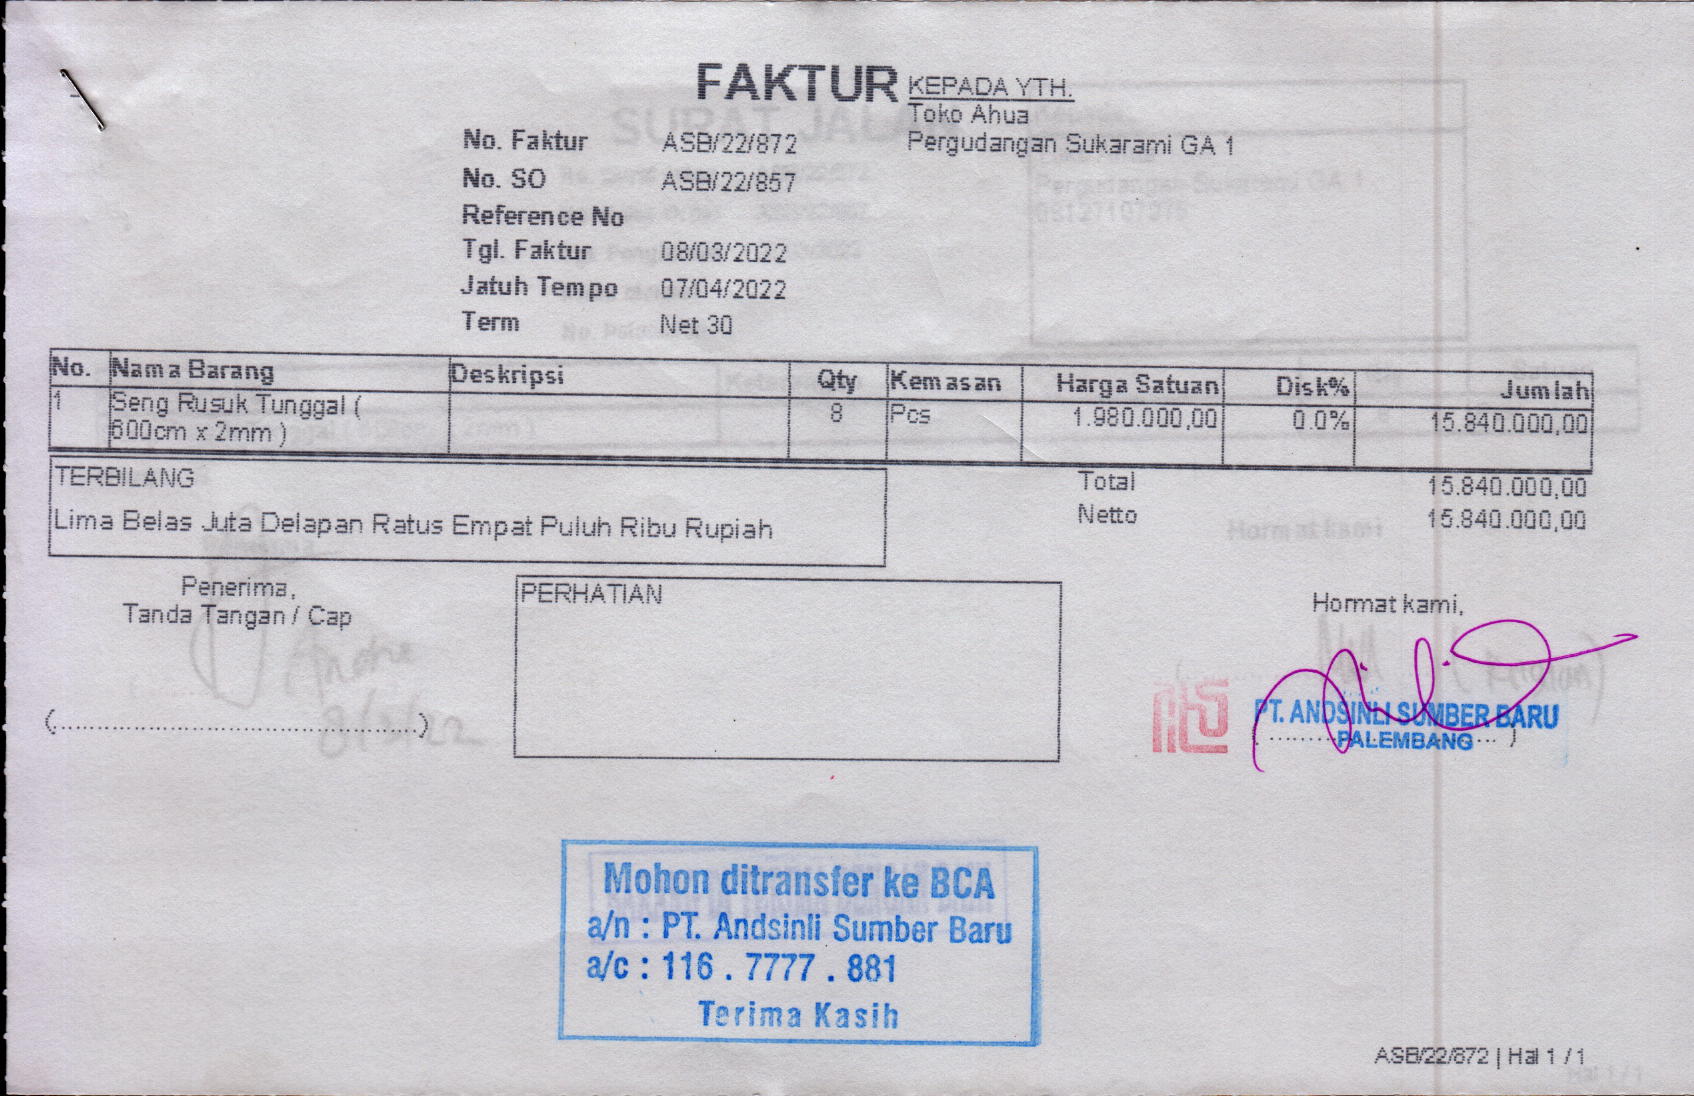 FAKTUR
KEPADA YTH.
Toko Ahua
Pergudangan Sukarami GA 1
No. Faktur ASB/22/872
No. SO ASB/22/857
Reference No
Tgl. Faktur 08/03/2022
Jatuh Tempo 07/04/2022
Term Net 30
No. Nama Barang Deskripsi Qty Kemasan Harga Satuan Disk% Jumlah
1 Seng Rusuk Tunggal ( 8 Pcs 1.980.000,00 0.0% 15.840.000,00
600cm x 2mm )
TERBILANG
Lima Belas Juta Delapan Ratus Empat Puluh Ribu Rupiah
Total 15.840.000,00
Netto 15.840.000,00
Penerima,
Tanda Tangan / Cap
(.............................................)
PERHATIAN
Hormat kami,
PT. ANDSINLI SUMBER BARU
PALEMBANG
Mohon ditransfer ke BCA
a/n : PT. Andsinli Sumber Baru
a/c : 116 . 7777 . 881
Terima Kasih
ASB/22/872 | Hal 1 / 1